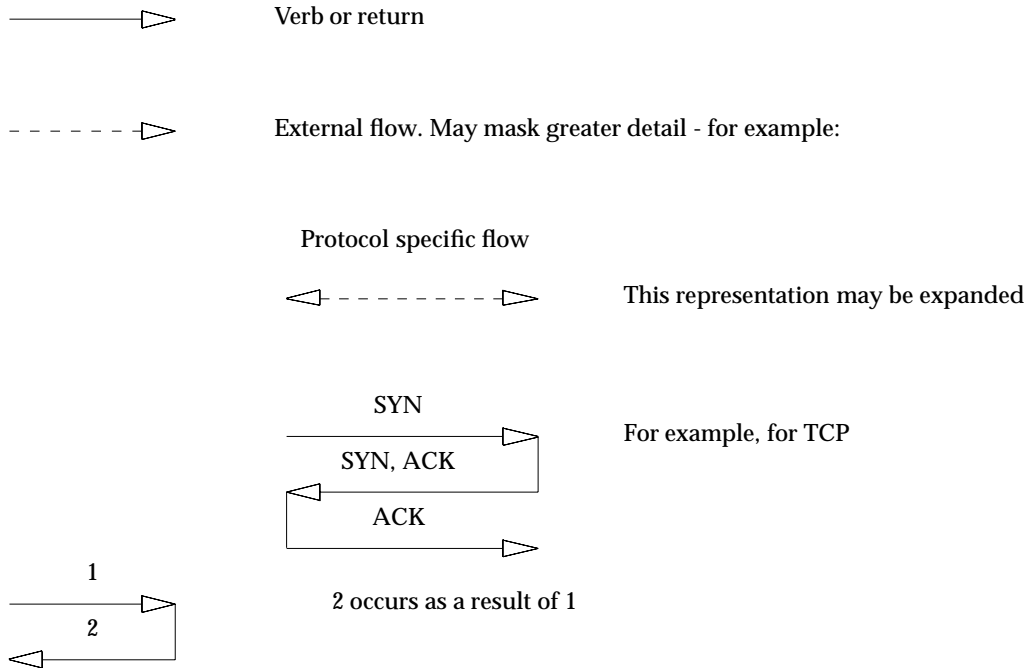 Verb or return
External flow. May mask greater detail - for example:
Protocol specific flow
This representation may be expanded
SYN
For example, for TCP
SYN, ACK
ACK
1
2 occurs as a result of 1
2